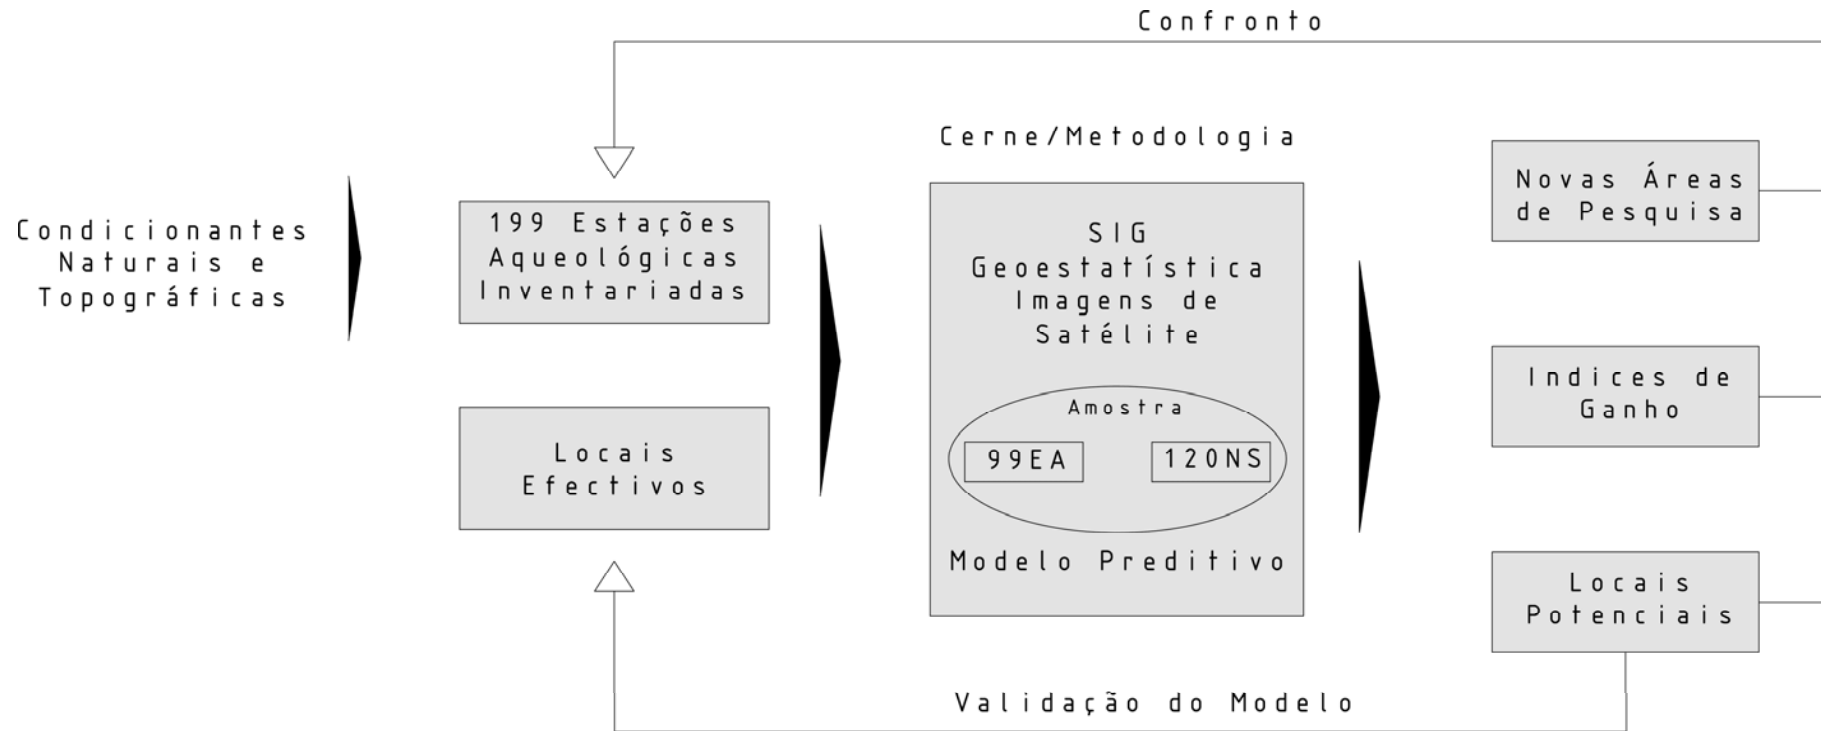 Confronto
Condicionantes
Naturais e
Topográficas
199 Estações
Aqueológicas
Inventariadas
Locais
Efectivos
Cerne/Metodologia
SIG
Geoestatística
Imagens de
Satélite
Amostra
99EA
120NS
Modelo Preditivo
Novas Áreas
de Pesquisa
Indices de
Ganho
Locais
Potenciais
Validação do Modelo